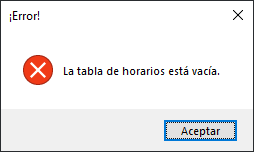 ¡Error!
La tabla de horarios está vacía.
Aceptar